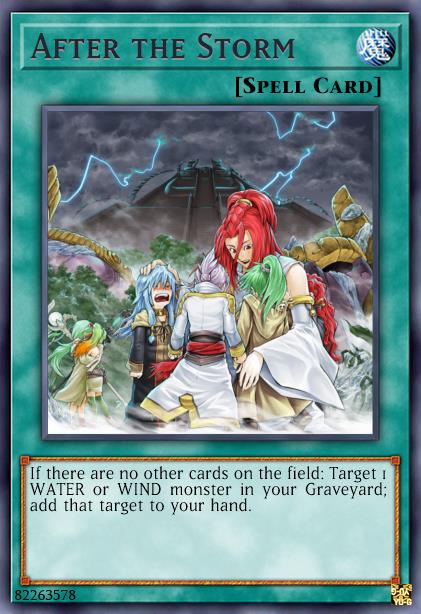 After the Storm
魔
[Spell Card]
If there are no other cards on the field: Target 1
WATER or WIND monster in your Graveyard;
add that target to your hand.
82263578